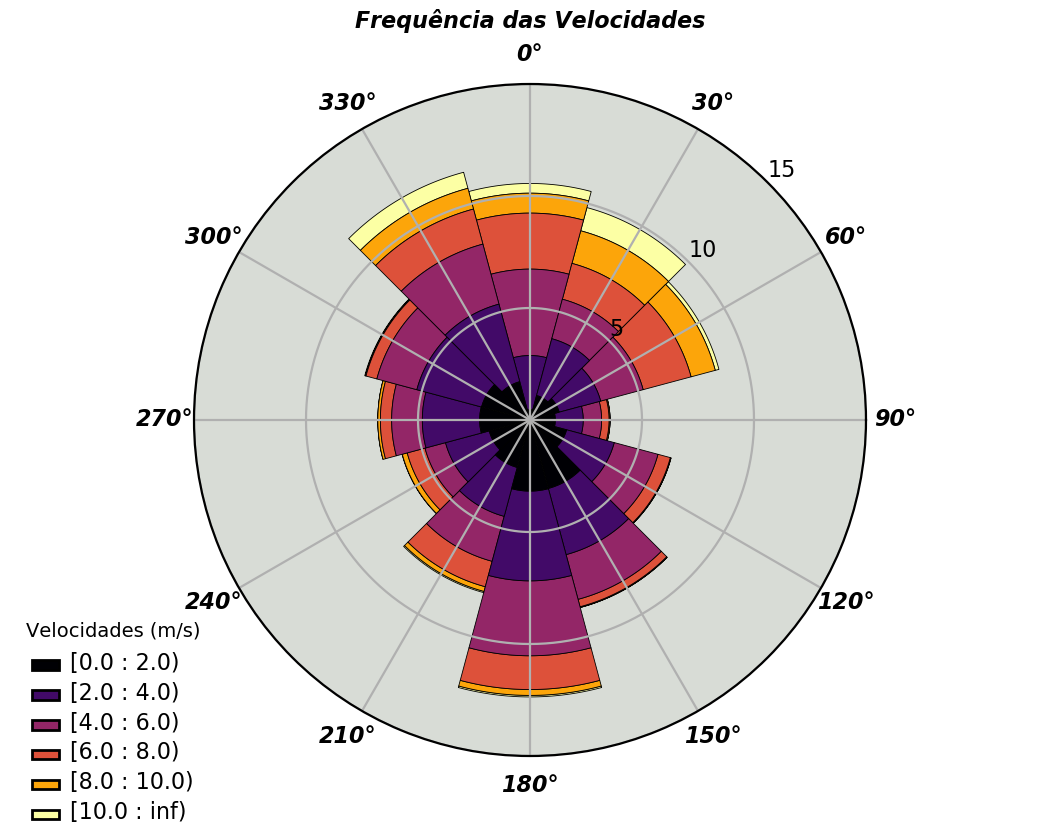 Frequência das Velocidades
0°
330°
30°
15
300°
60°
10
5
270°
90°
240°
120°
210°
150°
180°
Velocidades (m/s)
[0.0 : 2.0)
[2.0 : 4.0)
[4.0 : 6.0)
[6.0 : 8.0)
[8.0 : 10.0)
[10.0 : inf)